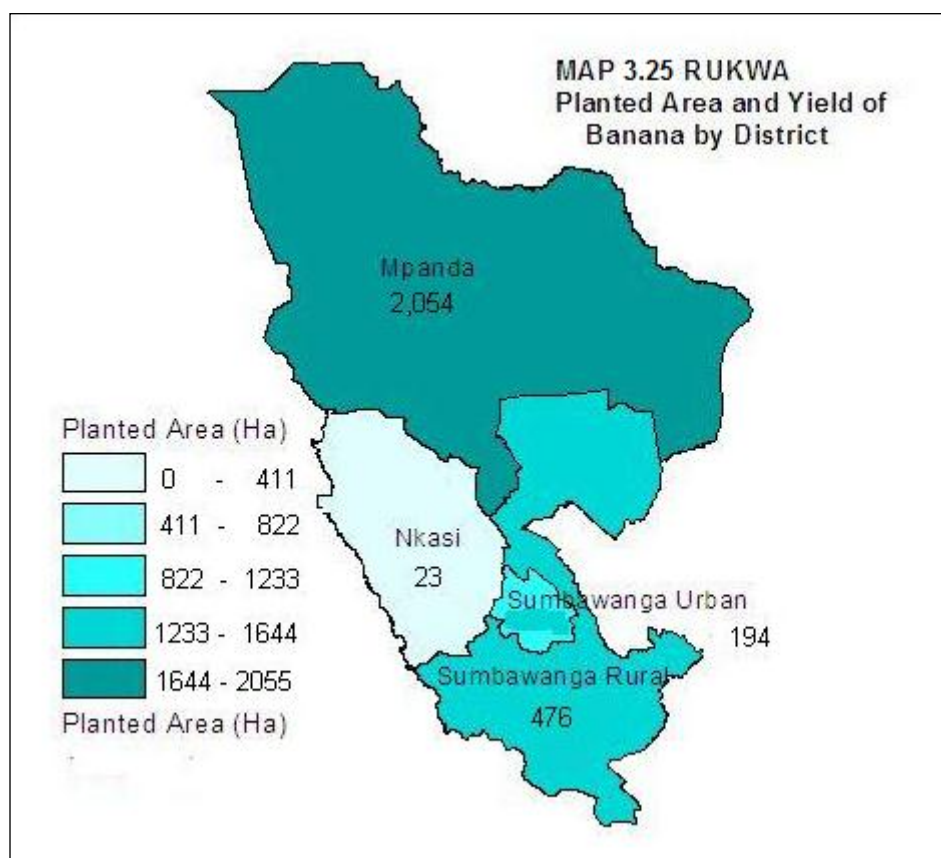 MAP 3.25 RUKWA
Planted Area and Yield of
Banana by District
Mpanda
2,054
Planted Area (Ha)
0 - 411
411 - 822
822 - 1233
1233 - 1644
1644 - 2055
Planted Area (Ha)
Nkasi
23
Sumbawanga Urban
194
Sumbawanga Rural
476